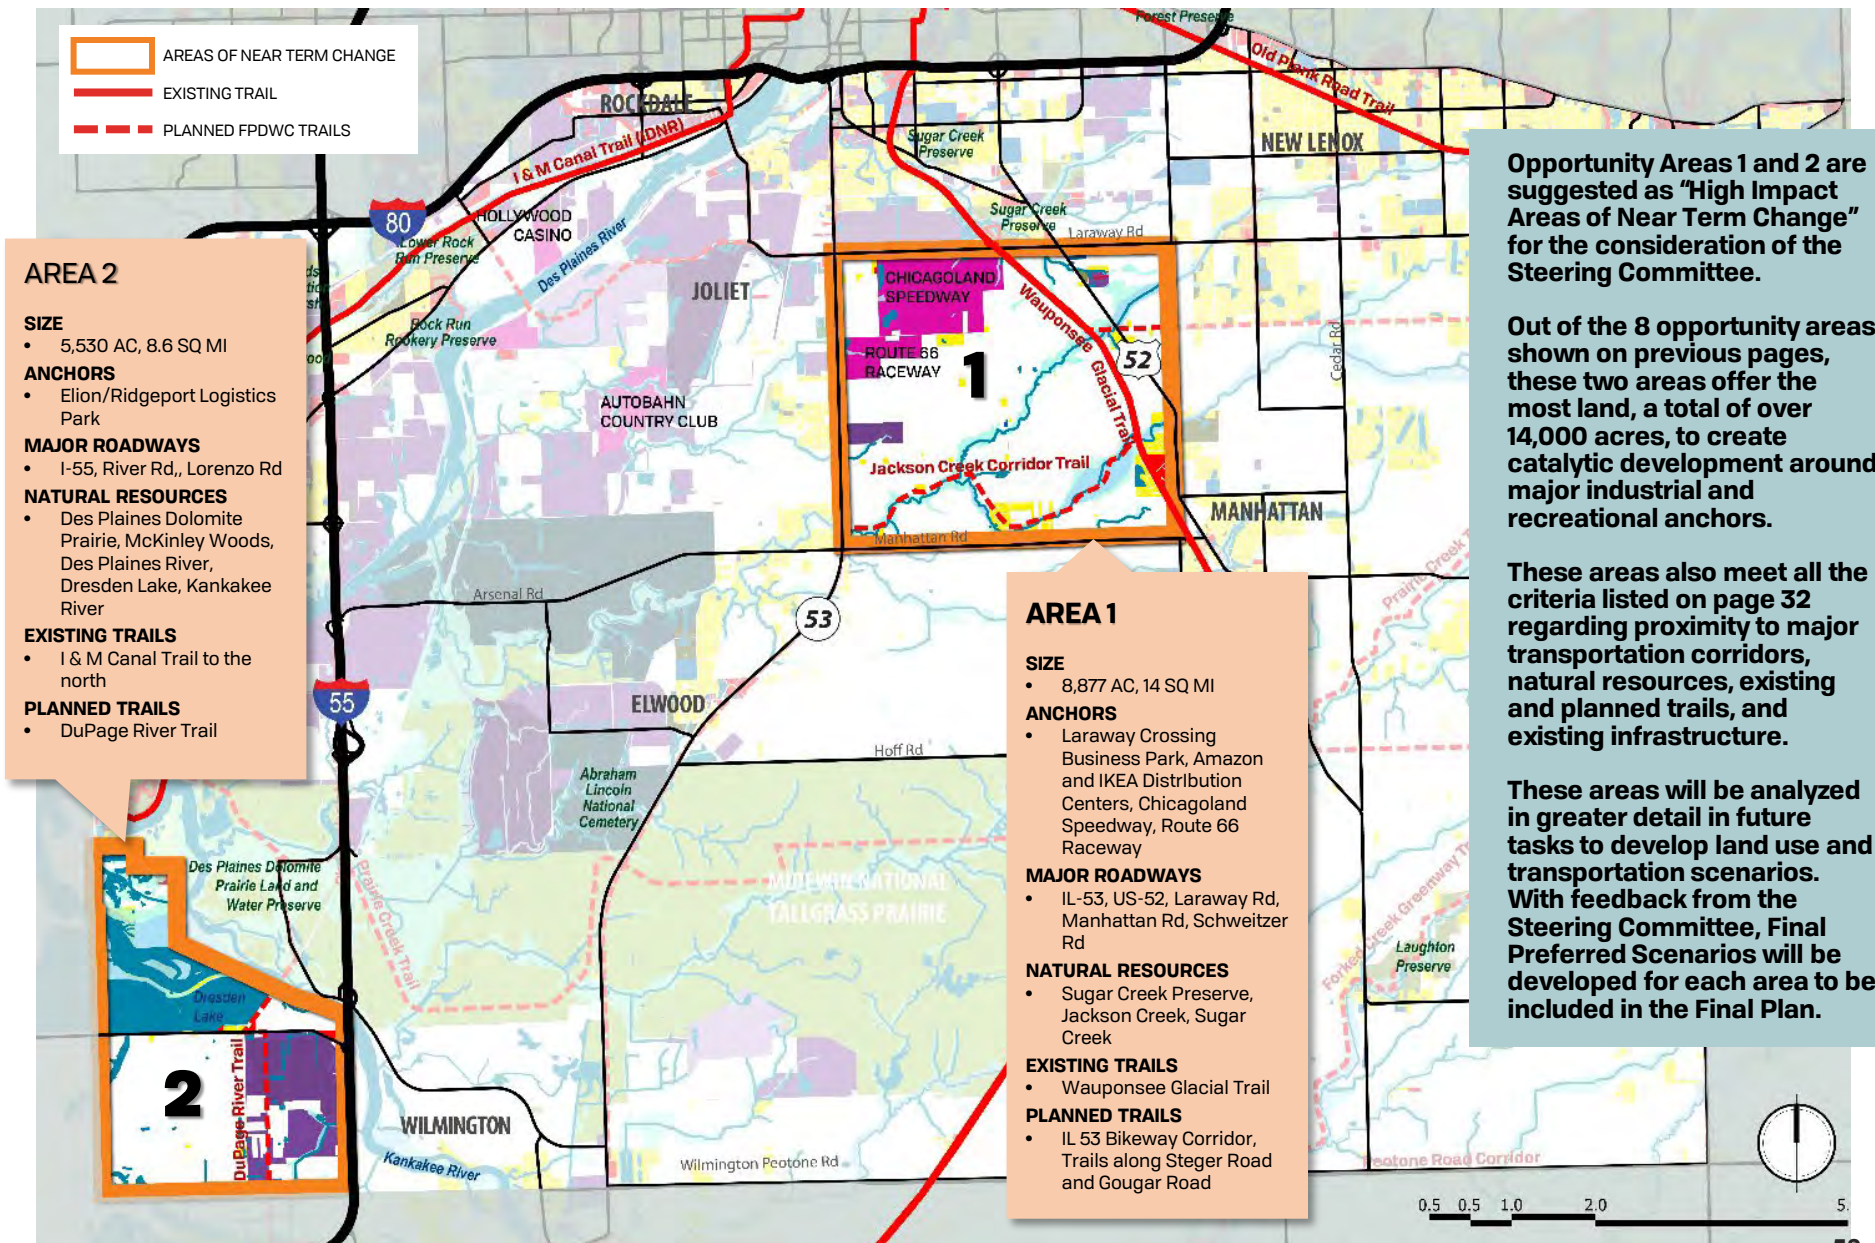 AREAS OF NEAR TERM CHANGE
EXISTING TRAIL
PLANNED FPDWC TRAILS
AREA 2
SIZE
• 5,530 AC, 8.6 SQ MI
ANCHORS
• Elion/Ridgeport Logistics
Park
MAJOR ROADWAYS
• I-55, River Rd,, Lorenzo Rd
NATURAL RESOURCES
• Des Plaines Dolomite
Prairie, McKinley Woods,
Des Plaines River,
Dresden Lake, Kankakee
River
EXISTING TRAILS
• I & M Canal Trail to the
north
PLANNED TRAILS
• DuPage River Trail
Forest Preserve
Old Plank Road Trail
ROCKDALE
I & M Canal Trail (IDNR)
Sugar Creek
Preserve
NEW LENOX
80
HOLLYWOOD
CASINO
Lower Rock
Run Preserve
Des Plaines River
Sugar Creek
Preserve
Laraway Rd
JOLIET
CHICAGOLAND
SPEEDWAY
Rock Run
Rookery Preserve
ROUTE 66
RACEWAY
1
Wauponsee Glacial Trail
52
Cedar Rd
AUTOBAHN
COUNTRY CLUB
Jackson Creek Corridor Trail
MANHATTAN
Manhattan Rd
Arsenal Rd
53
Prairie Creek
55
ELWOOD
Hoff Rd
Abraham
Lincoln
National
Cemetery
Des Plaines Dolomite
Prairie Land and
Water Preserve
Prairie Creek Trail
MIDEWIN NATIONAL
TALLGRASS PRAIRIE
Forked Creek Greenway
Laughton
Preserve
Dresden
Lake
2
DuPage River Trail
WILMINGTON
Kankakee River
Wilmington Peotone Rd
Peotone Road Corridor
AREA 1
SIZE
• 8,877 AC, 14 SQ MI
ANCHORS
• Laraway Crossing
Business Park, Amazon
and IKEA Distrlbution
Centers, Chicagoland
Speedway, Route 66
Raceway
MAJOR ROADWAYS
• IL-53, US-52, Laraway Rd,
Manhattan Rd, Schweitzer
Rd
NATURAL RESOURCES
• Sugar Creek Preserve,
Jackson Creek, Sugar
Creek
EXISTING TRAILS
• Wauponsee Glacial Trail
PLANNED TRAILS
• IL 53 Bikeway Corridor,
Trails along Steger Road
and Gougar Road
Opportunity Areas 1 and 2 are
suggested as “High Impact
Areas of Near Term Change”
for the consideration of the
Steering Committee.
Out of the 8 opportunity areas
shown on previous pages,
these two areas offer the
most land, a total of over
14,000 acres, to create
catalytic development around
major industrial and
recreational anchors.
These areas also meet all the
criteria listed on page 32
regarding proximity to major
transportation corridors,
natural resources, existing
and planned trails, and
existing infrastructure.
These areas will be analyzed
in greater detail in future
tasks to develop land use and
transportation scenarios.
With feedback from the
Steering Committee, Final
Preferred Scenarios will be
developed for each area to be
included in the Final Plan.
0.5 0.5 1.0 2.0 5.